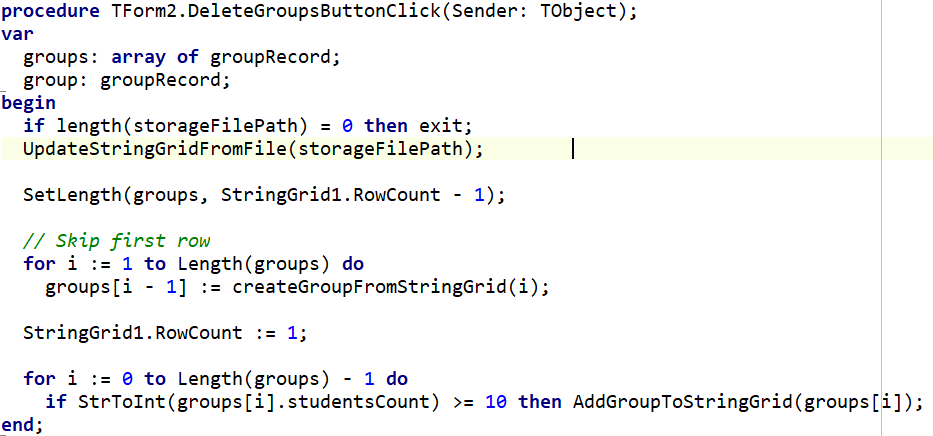 procedure TForm2.DeleteGroupsButtonClick(Sender: TObject);
var
  groups: array of groupRecord;
  group: groupRecord;
begin
  if length(storageFilePath) = 0 then exit;
  UpdateStringGridFromFile(storageFilePath);

  SetLength(groups, StringGrid1.RowCount - 1);

  // Skip first row
  for i := 1 to Length(groups) do
    groups[i - 1] := createGroupFromStringGrid(i);

  StringGrid1.RowCount := 1;

  for i := 0 to Length(groups) - 1 do
    if StrToInt(groups[i].studentsCount) >= 10 then AddGroupToStringGrid(groups[i]);
end;